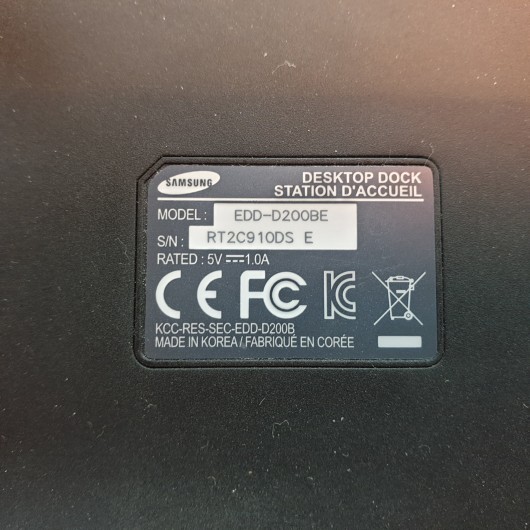 SAMSUNG
DESKTOP DOCK
STATION D'ACCUEIL
MODEL : EDD-D200BE
S/N : RT2C910DS E
RATED : 5V ⎓ 1.0A
CE FC KC
KCC-RES-SEC-EDD-D200B
MADE IN KOREA / FABRIQUÉ EN CORÉE